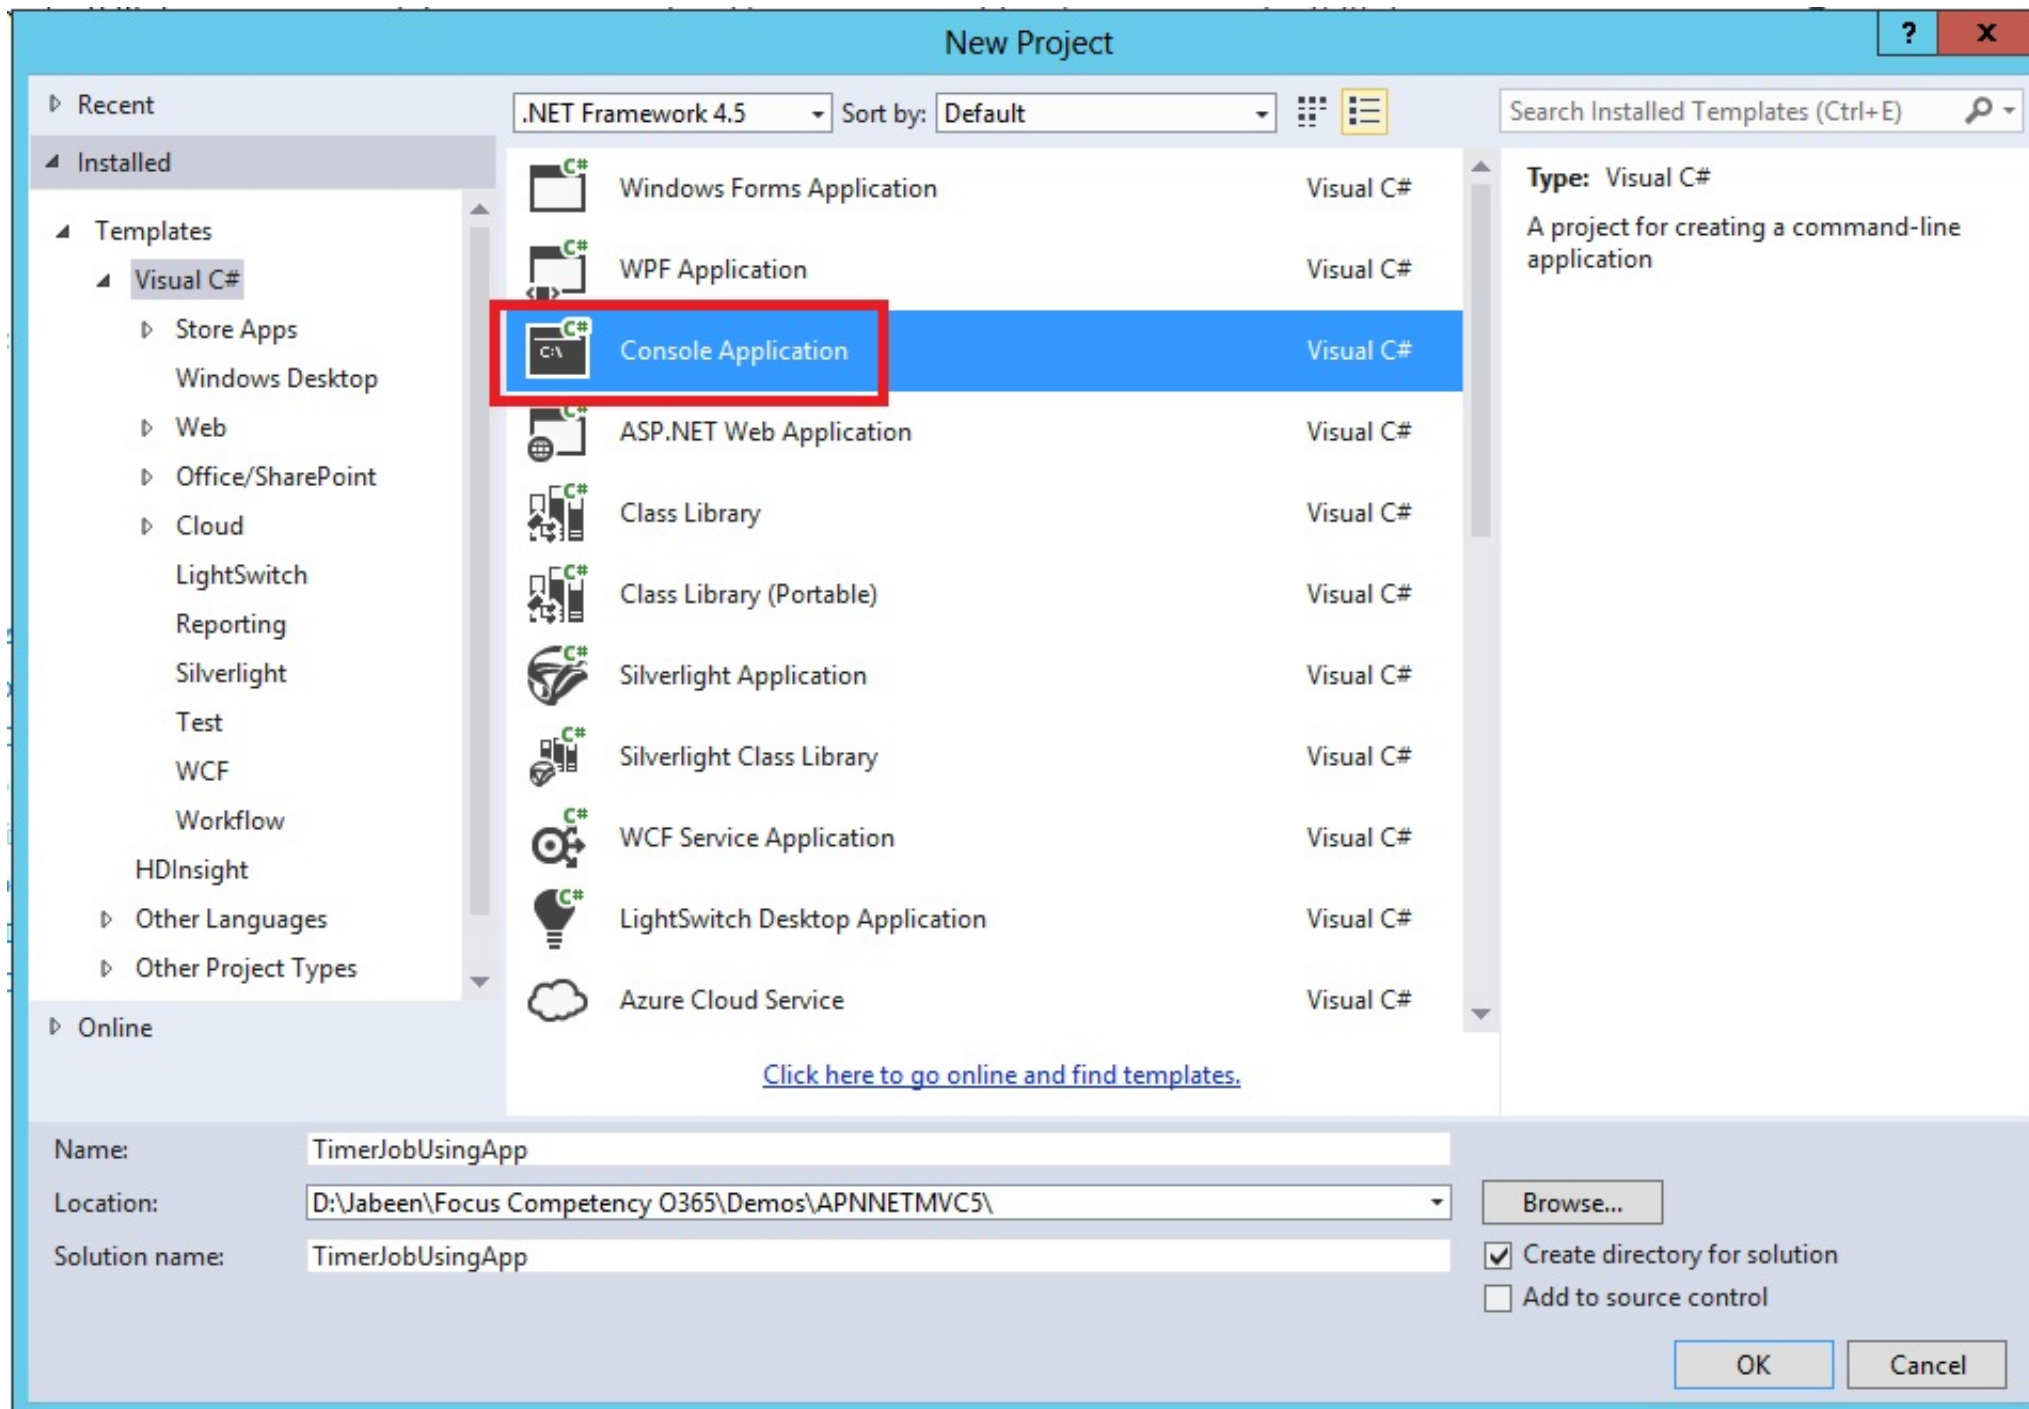 New Project
?
x
Recent
Installed
Templates
Visual C#
Store Apps
Windows Desktop
Web
Office/SharePoint
Cloud
LightSwitch
Reporting
Silverlight
Test
WCF
Workflow
HDInsight
Other Languages
Other Project Types
Online
.NET Framework 4.5
Sort by: Default
Search Installed Templates (Ctrl+E)
C# Windows Forms Application Visual C#
C# WPF Application Visual C#
C# C:\ Console Application Visual C#
C# ASP.NET Web Application Visual C#
C# Class Library Visual C#
C# Class Library (Portable) Visual C#
C# Silverlight Application Visual C#
C# Silverlight Class Library Visual C#
C# WCF Service Application Visual C#
C# LightSwitch Desktop Application Visual C#
Azure Cloud Service Visual C#
Click here to go online and find templates.
Type: Visual C#
A project for creating a command-line
application
Name: TimerJobUsingApp
Location: D:\Jabeen\Focus Competency O365\Demos\APNNETMVC5\
Browse...
Solution name: TimerJobUsingApp
Create directory for solution
Add to source control
OK
Cancel